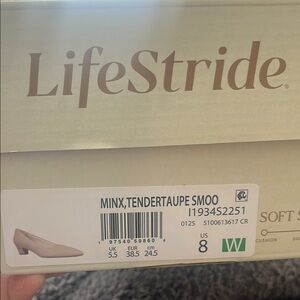 LifeStride®
MINX,TENDERTAUPE SMOO
I1934S2251
0125 5100613617 CR
SOFT
UK EUR cm
5.5 38.5 24.5
US
8 W
CUSHION